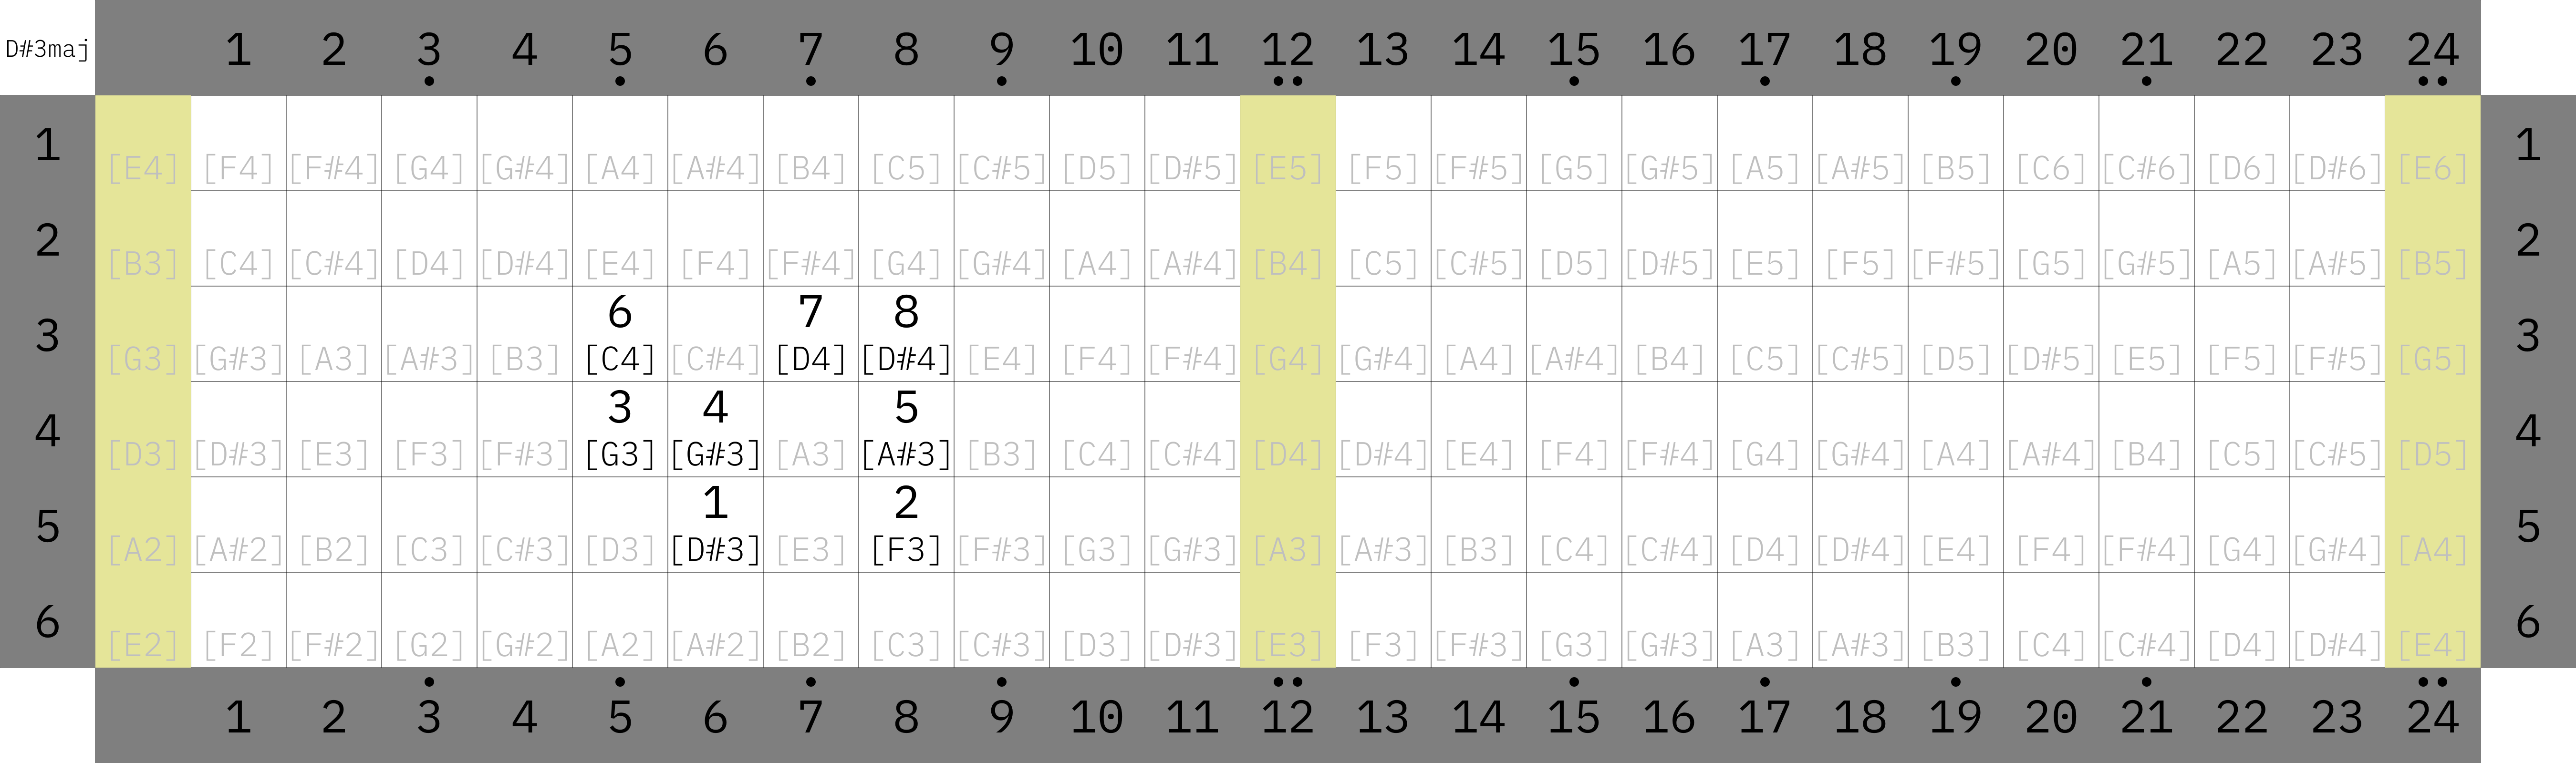 D#3maj 1 2 3 4 5 6 7 8 9 10 11 12 13 14 15 16 17 18 19 20 21 22 23 24
1 [E4] [F4] [F#4] [G4] [G#4] [A4] [A#4] [B4] [C5] [C#5] [D5] [D#5] [E5] [F5] [F#5] [G5] [G#5] [A5] [A#5] [B5] [C6] [C#6] [D6] [D#6] [E6] 1
2 [B3] [C4] [C#4] [D4] [D#4] [E4] [F4] [F#4] [G4] [G#4] [A4] [A#4] [B4] [C5] [C#5] [D5] [D#5] [E5] [F5] [F#5] [G5] [G#5] [A5] [A#5] [B5] 2
6 7 8
3 [G3] [G#3] [A3] [A#3] [B3] [C4] [C#4] [D4] [D#4] [E4] [F4] [F#4] [G4] [G#4] [A4] [A#4] [B4] [C5] [C#5] [D5] [D#5] [E5] [F5] [F#5] [G5] 3
3 4 5
4 [D3] [D#3] [E3] [F3] [F#3] [G3] [G#3] [A3] [A#3] [B3] [C4] [C#4] [D4] [D#4] [E4] [F4] [F#4] [G4] [G#4] [A4] [A#4] [B4] [C5] [C#5] [D5] 4
1 2
5 [A2] [A#2] [B2] [C3] [C#3] [D3] [D#3] [E3] [F3] [F#3] [G3] [G#3] [A3] [A#3] [B3] [C4] [C#4] [D4] [D#4] [E4] [F4] [F#4] [G4] [G#4] [A4] 5
6 [E2] [F2] [F#2] [G2] [G#2] [A2] [A#2] [B2] [C3] [C#3] [D3] [D#3] [E3] [F3] [F#3] [G3] [G#3] [A3] [A#3] [B3] [C4] [C#4] [D4] [D#4] [E4] 6
1 2 3 4 5 6 7 8 9 10 11 12 13 14 15 16 17 18 19 20 21 22 23 24